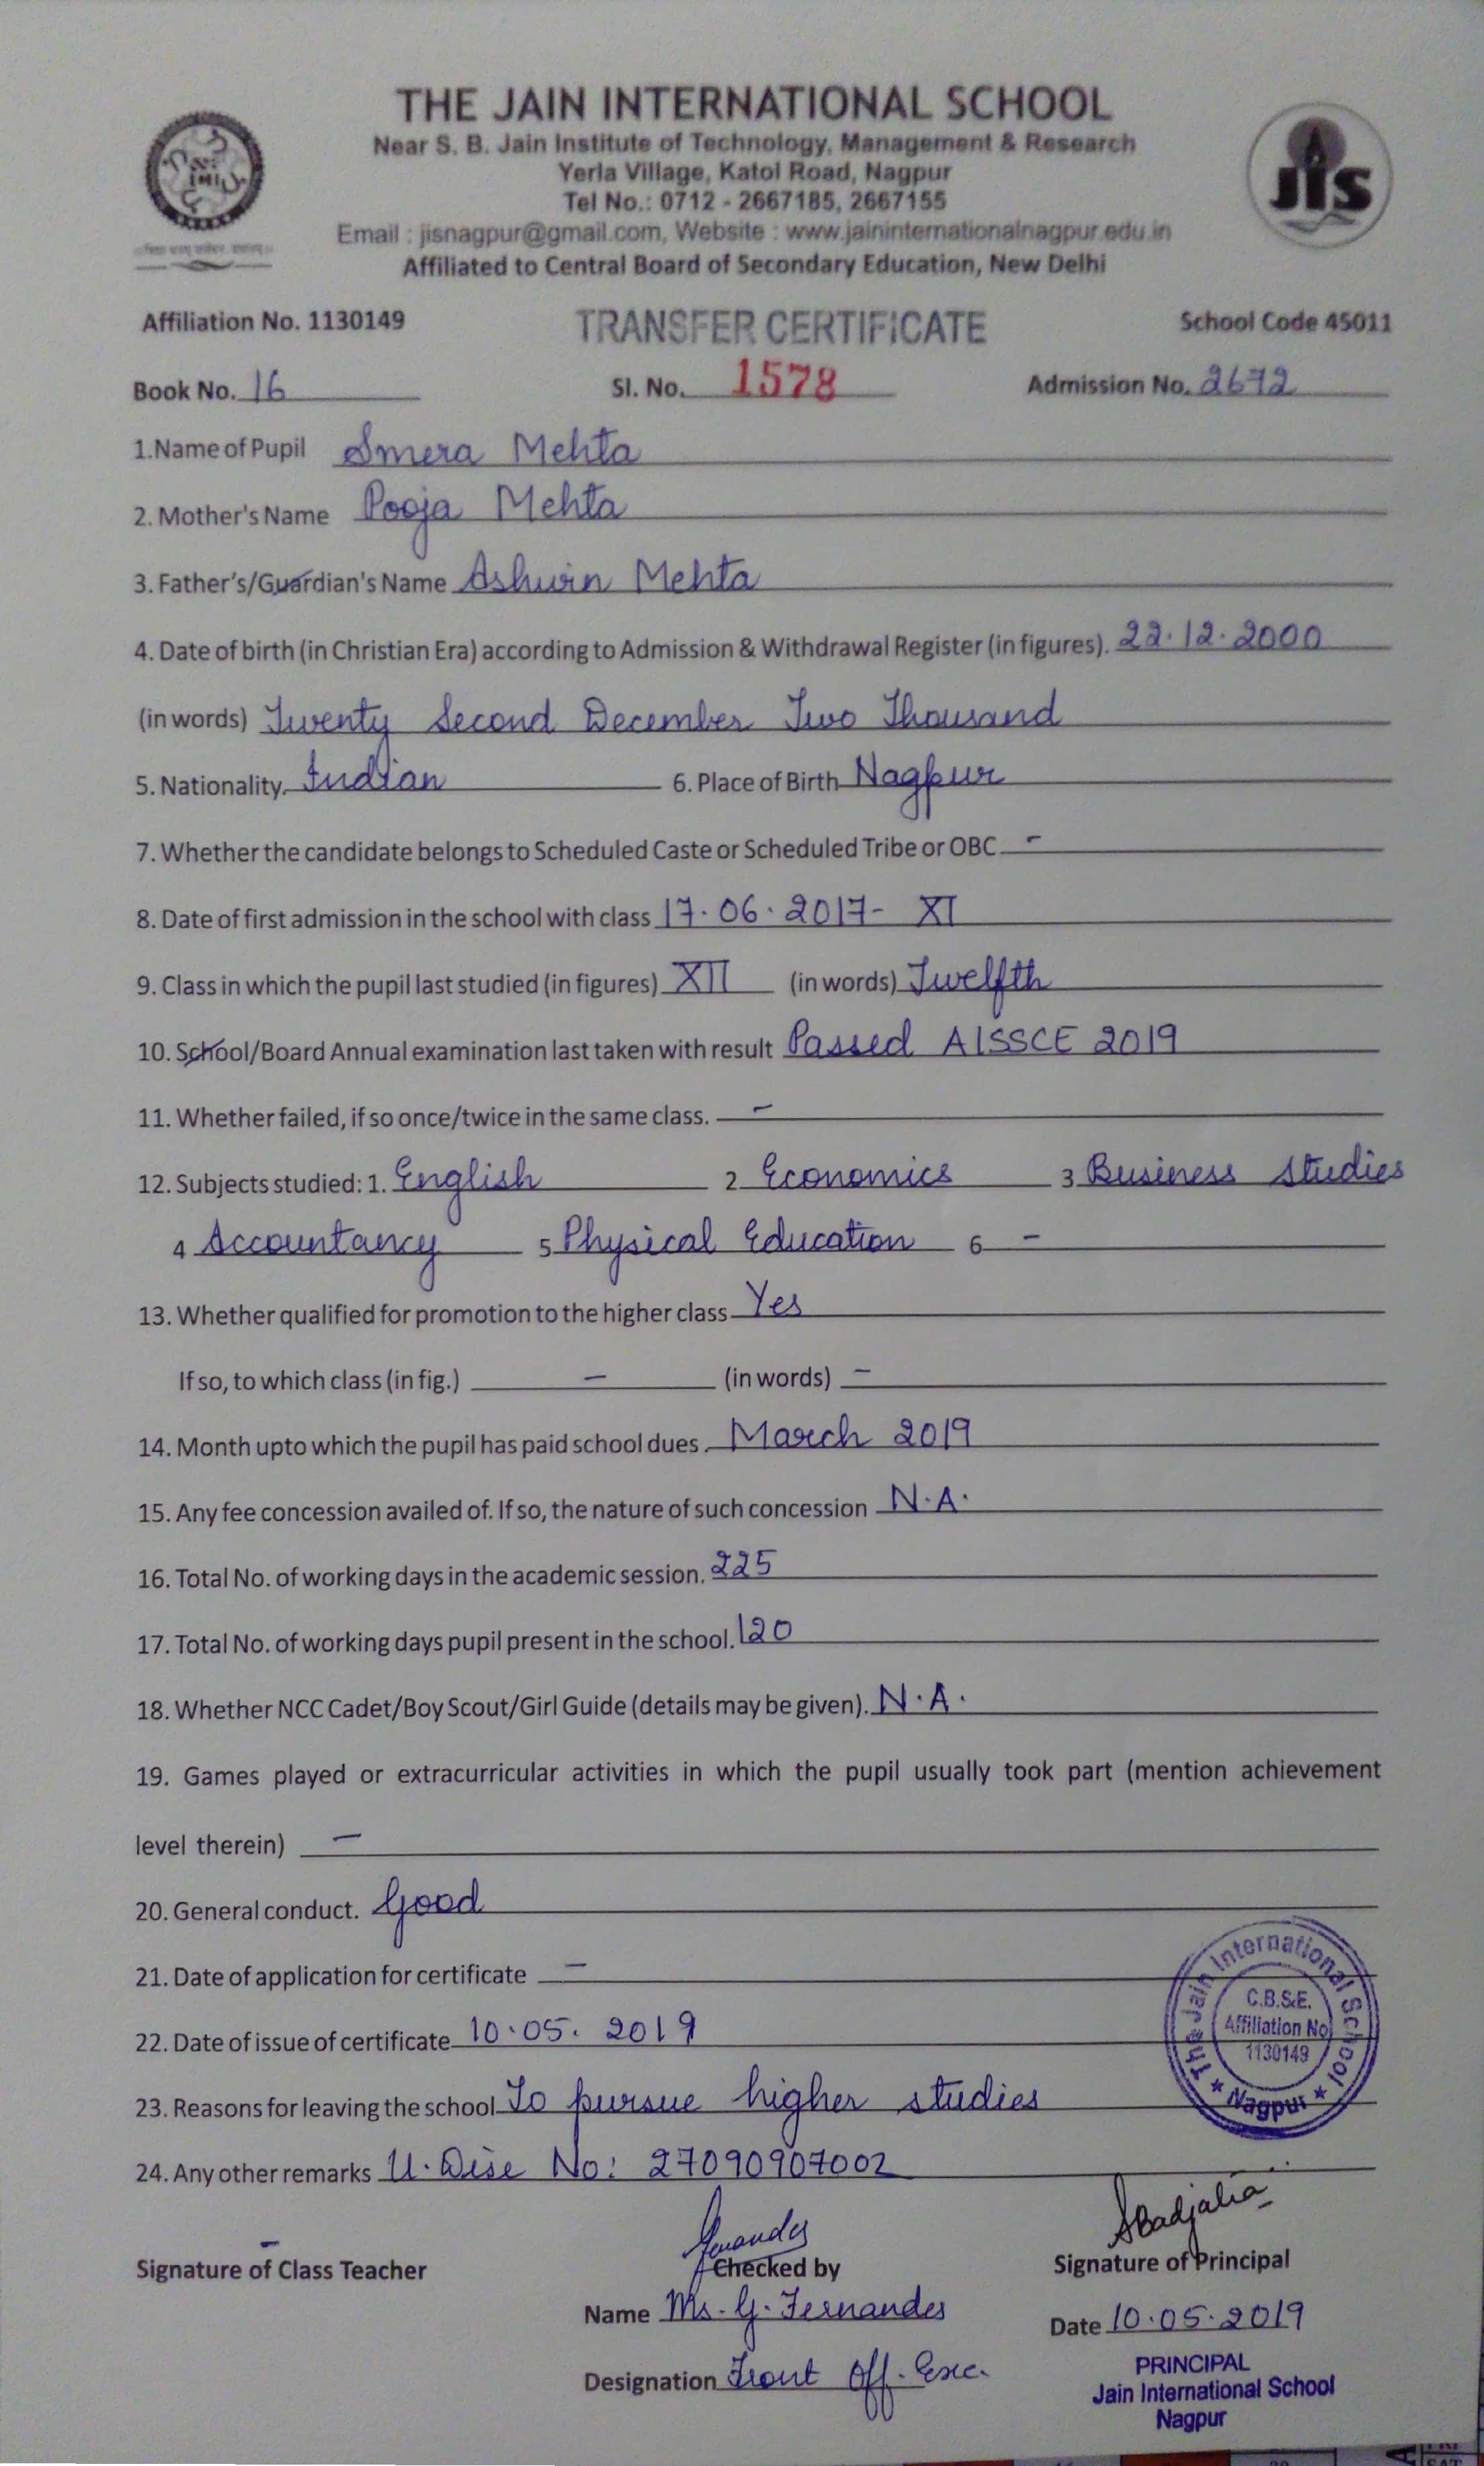 THE JAIN INTERNATIONAL SCHOOL
Near S. B. Jain Institute of Technology, Management & Research
Yerla Village, Katol Road, Nagpur
Tel No.: 0712 - 2667185, 2667155
Email : jisnagpur@gmail.com, Website : www.jaininternationalnagpur.edu.in
Affiliated to Central Board of Secondary Education, New Delhi
JIS
Affiliation No. 1130149 TRANSFER CERTIFICATE School Code 45011
Book No. 16 Sl. No. 1578 Admission No. 2672
1.Name of Pupil Smera Mehta
2. Mother's Name Pooja Mehta
3. Father's/Guardian's Name Ashwin Mehta
4. Date of birth (in Christian Era) according to Admission & Withdrawal Register (in figures). 22.12.2000
(in words) Twenty Second December Two Thousand
5. Nationality. Indian 6. Place of Birth Nagpur
7. Whether the candidate belongs to Scheduled Caste or Scheduled Tribe or OBC -
8. Date of first admission in the school with class 17.06.2017- XI
9. Class in which the pupil last studied (in figures) XII (in words) Twelfth
10. School/Board Annual examination last taken with result Passed AISSCE 2019
11. Whether failed, if so once/twice in the same class. -
12. Subjects studied: 1. English 2 Economics 3 Business Studies
4 Accountancy 5 Physical Education 6 -
13. Whether qualified for promotion to the higher class Yes
If so, to which class (in fig.) - (in words) -
14. Month upto which the pupil has paid school dues. March 2019
15. Any fee concession availed of. If so, the nature of such concession N.A.
16. Total No. of working days in the academic session. 225
17. Total No. of working days pupil present in the school. 120
18. Whether NCC Cadet/Boy Scout/Girl Guide (details may be given). N.A.
19. Games played or extracurricular activities in which the pupil usually took part (mention achievement
level therein) -
20. General conduct. Good
21. Date of application for certificate -
22. Date of issue of certificate 10.05.2019
23. Reasons for leaving the school To pursue higher studies
24. Any other remarks U.Dise No: 27090907002
The Jain International School
C.B.S.E.
Affiliation No
1130149
★ Nagpur ★
-
Signature of Class Teacher Checked by Signature of Principal
Name Ms. G. Fernandes Date 10.05.2019
Designation Front Off. Exc.
PRINCIPAL
Jain International School
Nagpur